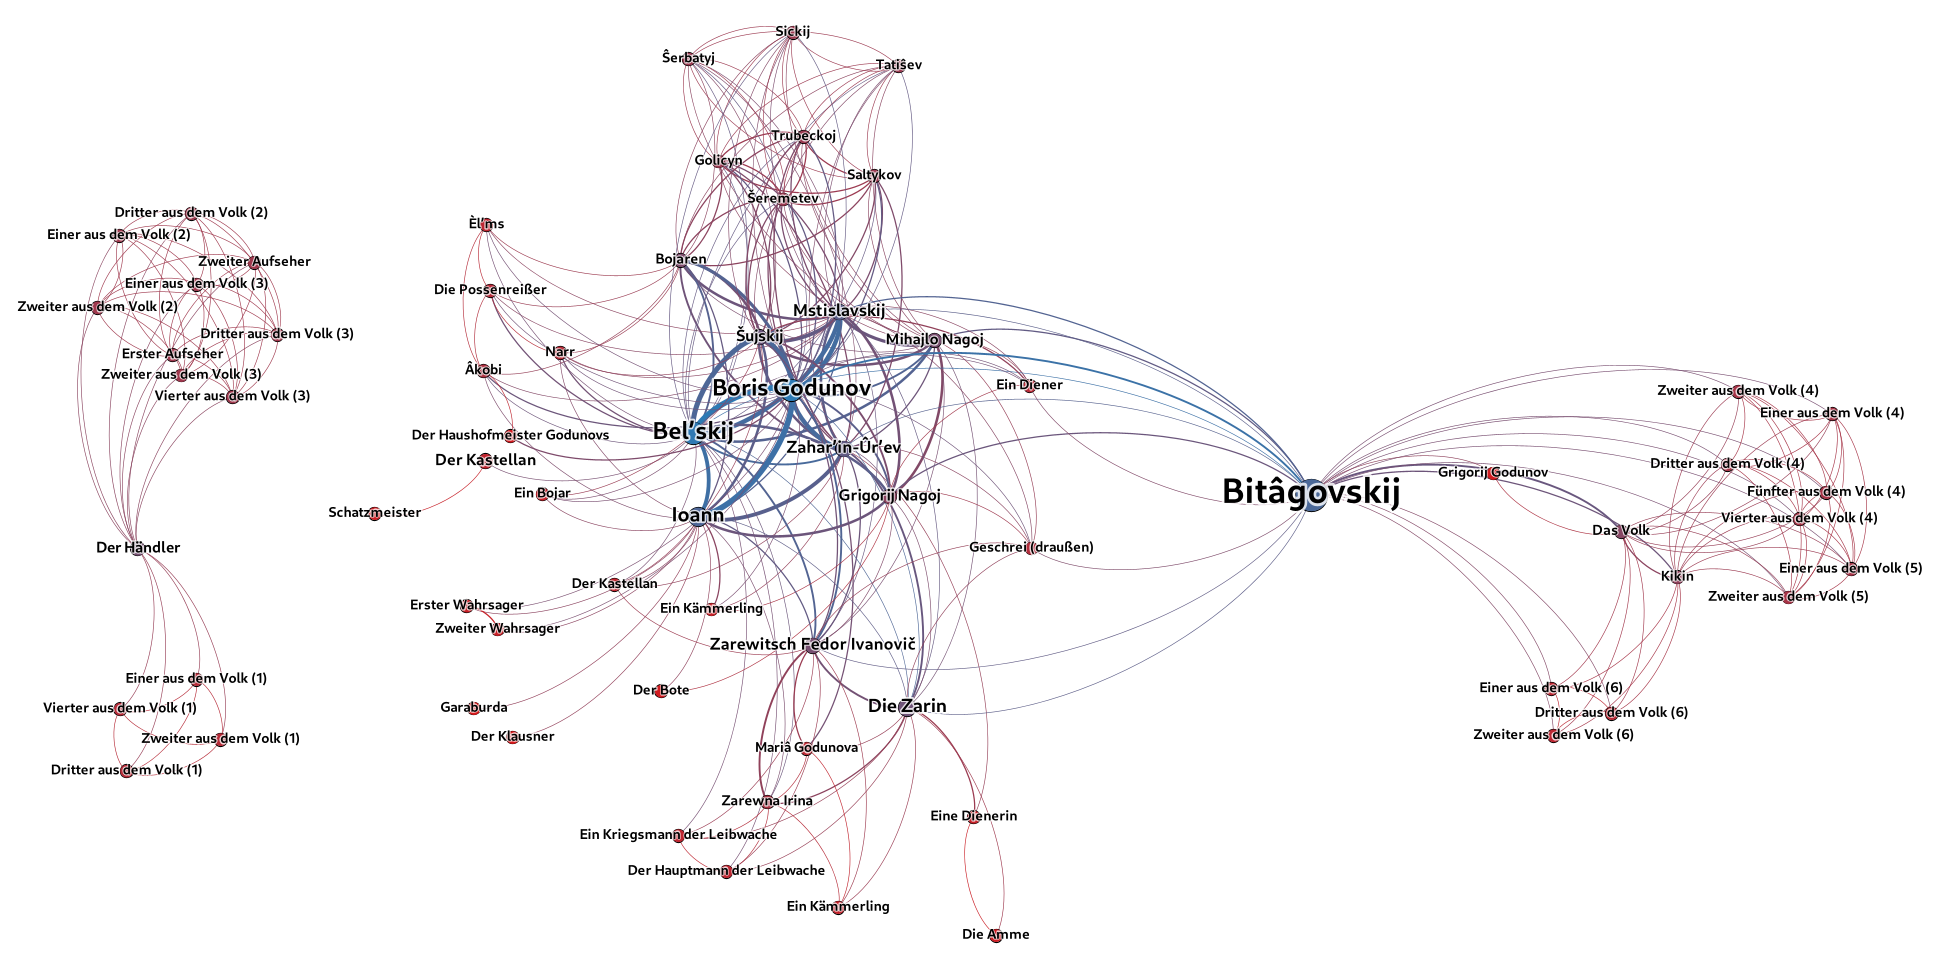 Sickij
Ŝerbatyj
Tatiŝev
Trubeckoj
Golicyn
Saltykov
Šeremetev
Dritter aus dem Volk (2)
Einer aus dem Volk (2)
Èl'ms
Zweiter Aufseher
Bojaren
Einer aus dem Volk (3)
Die Possenreißer
Zweiter aus dem Volk (2)
Mstislavskij
Dritter aus dem Volk (3)
Šujskij
Mihajlo Nagoj
Erster Aufseher
Narr
Âkobi
Zweiter aus dem Volk (3)
Ein Diener
Boris Godunov
Vierter aus dem Volk (3)
Zweiter aus dem Volk (4)
Einer aus dem Volk (4)
Bel'skij
Der Haushofmeister Godunovs
Zahar'in-Ûr'ev
Der Kastellan
Dritter aus dem Volk (4)
Grigorij Godunov
Ein Bojar
Grigorij Nagoj
Bitâgovskij
Fünfter aus dem Volk (4)
Schatzmeister
Ioann
Vierter aus dem Volk (4)
Das Volk
Der Händler
Geschrei (draußen)
Einer aus dem Volk (5)
Kikin
Der Kastellan
Zweiter aus dem Volk (5)
Erster Wahrsager
Ein Kämmerling
Zweiter Wahrsager
Zarewitsch Fedor Ivanovič
Einer aus dem Volk (1)
Der Bote
Einer aus dem Volk (6)
Vierter aus dem Volk (1)
Garaburda
Die Zarin
Dritter aus dem Volk (6)
Zweiter aus dem Volk (1)
Der Klausner
Zweiter aus dem Volk (6)
Mariâ Godunova
Dritter aus dem Volk (1)
Zarewna Irina
Eine Dienerin
Ein Kriegsmann der Leibwache
Der Hauptmann der Leibwache
Ein Kämmerling
Die Amme